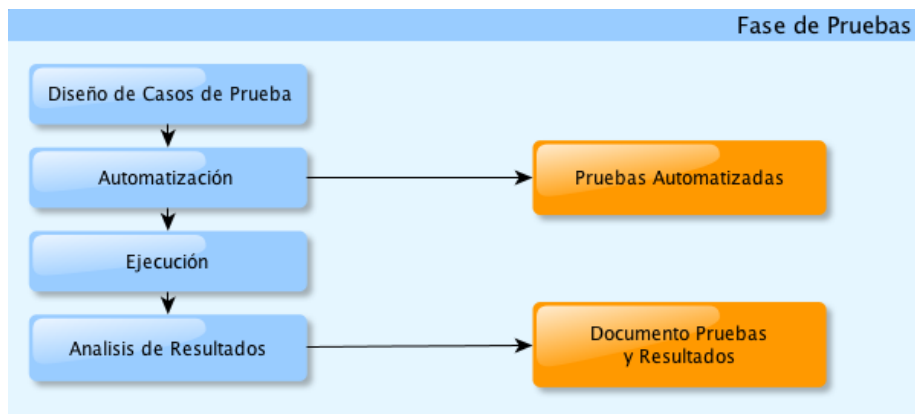 Fase de Pruebas
Diseño de Casos de Prueba
Automatización
Pruebas Automatizadas
Ejecución
Analisis de Resultados
Documento Pruebas
y Resultados